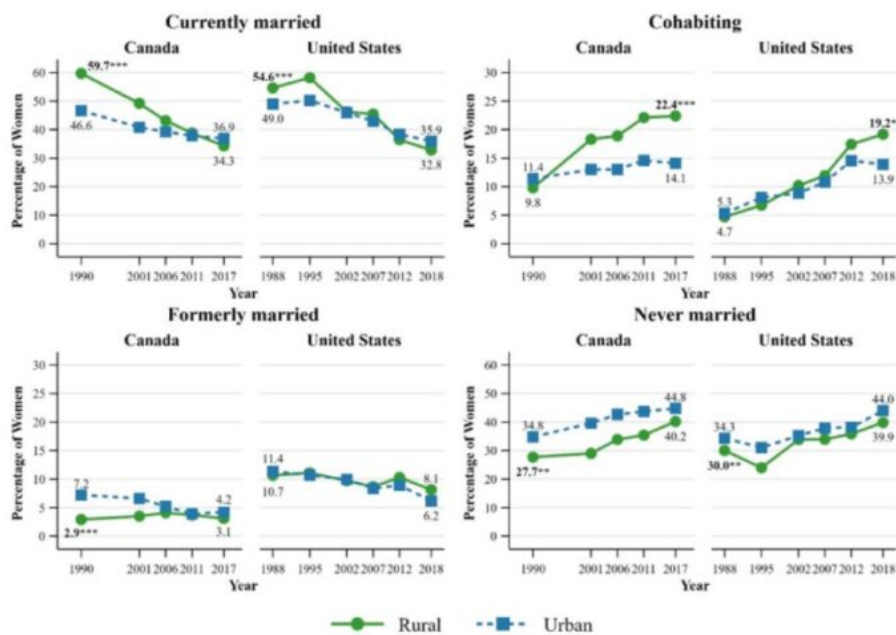 Currently married
Canada
United States
Percentage of Women
60
50
40
30
20
10
0
59.7***
46.6
36.9
34.3
54.6***
49.0
35.9
32.8
1990 2001 2006 2011 2017
1988 1995 2002 2007 2012 2018
Year
Cohabiting
Canada
United States
Percentage of Women
30
25
20
15
10
5
0
11.4
9.8
22.4***
14.1
5.3
4.7
19.2*
13.9
1990 2001 2006 2011 2017
1988 1995 2002 2007 2012 2018
Year
Formerly married
Canada
United States
Percentage of Women
30
25
20
15
10
5
0
7.2
2.9***
4.2
3.1
11.4
10.7
8.1
6.2
1990 2001 2006 2011 2017
1988 1995 2002 2007 2012 2018
Year
Never married
Canada
United States
Percentage of Women
60
50
40
30
20
10
0
34.8
27.7**
44.8
40.2
34.3
30.0**
44.0
39.9
1990 2001 2006 2011 2017
1988 1995 2002 2007 2012 2018
Year
Rural Urban